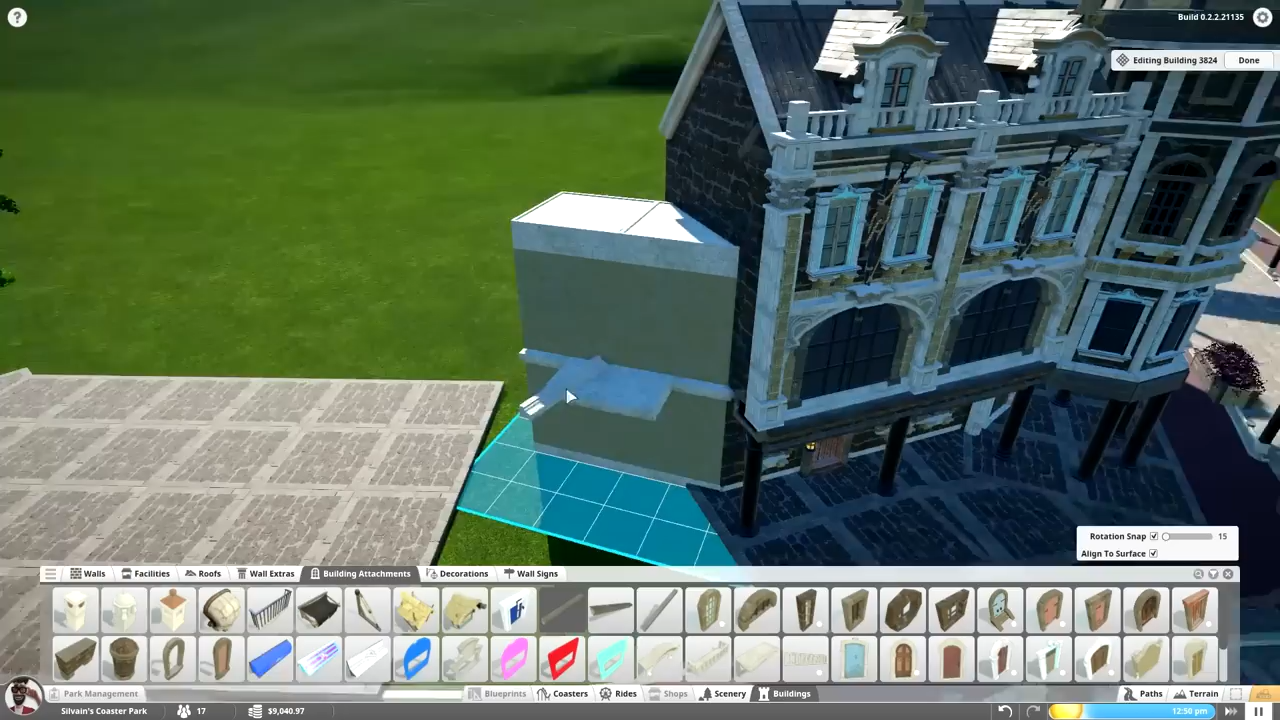 ?
Build 0.2.2.21135
Editing Building 3824
Done
Rotation Snap
15
Align To Surface
Walls
Facilities
Roofs
Wall Extras
Building Attachments
Decorations
Wall Signs
Park Management
Blueprints
Coasters
Rides
Shops
Scenery
Buildings
Paths
Terrain
Silvain's Coaster Park
17
$9,040.97
12:50 pm